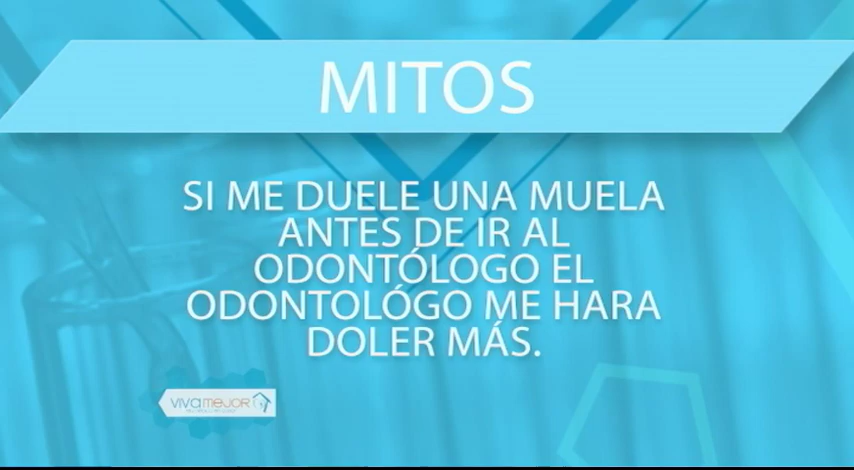 MITOS
SI ME DUELE UNA MUELA
ANTES DE IR AL
ODONTÓLOGO EL
ODONTOLÓGO ME HARA
DOLER MÁS.
VIVAMEJOR